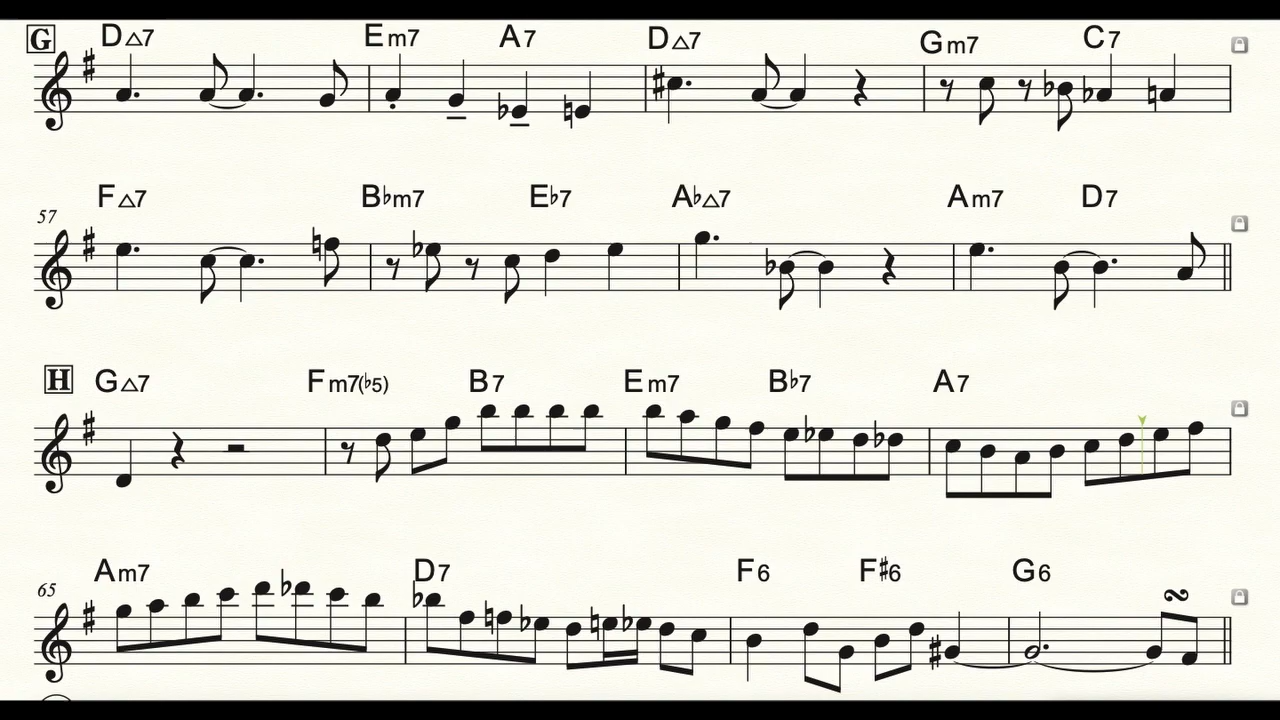 G D△7 Em7 A7 D△7 Gm7 C7
57 F△7 B♭m7 E♭7 A♭△7 Am7 D7
H G△7 Fm7(♭5) B7 Em7 B♭7 A7
65 Am7 D7 F6 F♯6 G6